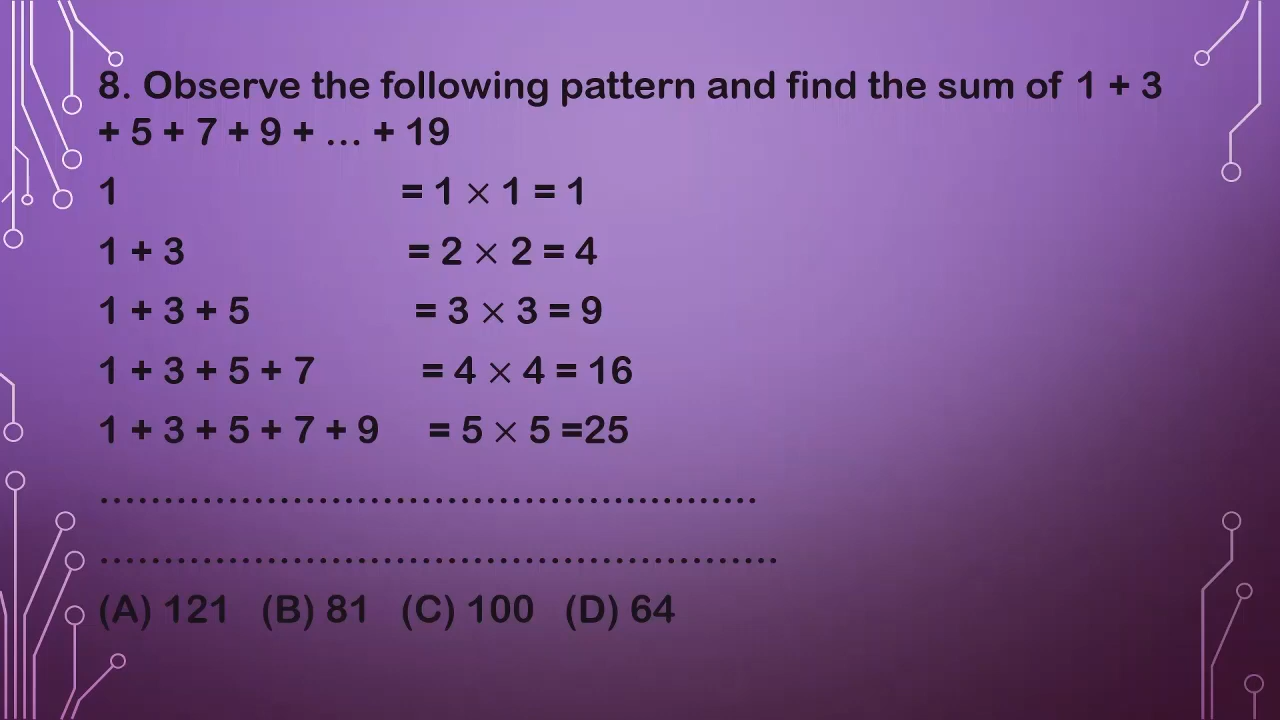 8. Observe the following pattern and find the sum of 1 + 3
+ 5 + 7 + 9 + ... + 19
1 = 1 × 1 = 1
1 + 3 = 2 × 2 = 4
1 + 3 + 5 = 3 × 3 = 9
1 + 3 + 5 + 7 = 4 × 4 = 16
1 + 3 + 5 + 7 + 9 = 5 × 5 =25
...................................................
.....................................................
(A) 121 (B) 81 (C) 100 (D) 64